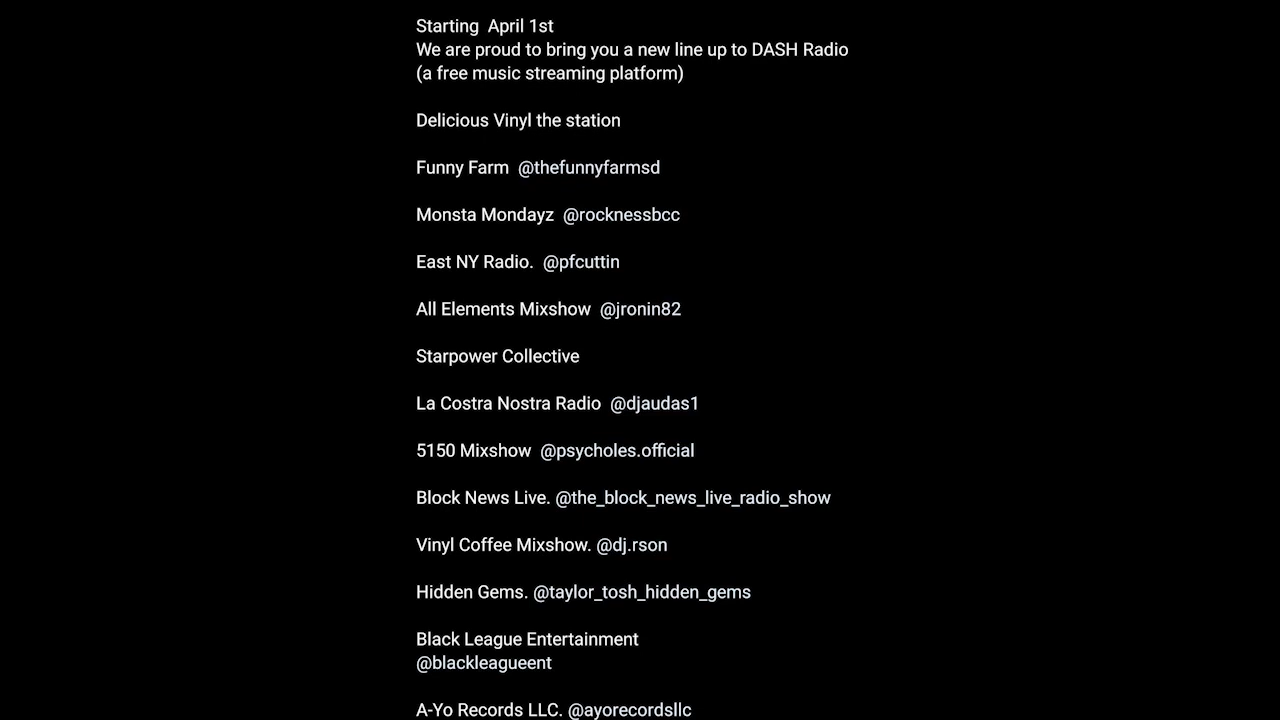 Starting  April 1st
We are proud to bring you a new line up to DASH Radio
(a free music streaming platform)
Delicious Vinyl the station
Funny Farm  @thefunnyfarmsd
Monsta Mondayz  @rocknessbcc
East NY Radio.  @pfcuttin
All Elements Mixshow  @jronin82
Starpower Collective
La Costra Nostra Radio  @djaudas1
5150 Mixshow  @psycholes.official
Block News Live. @the_block_news_live_radio_show
Vinyl Coffee Mixshow. @dj.rson
Hidden Gems. @taylor_tosh_hidden_gems
Black League Entertainment
@blackleagueent
A-Yo Records LLC. @ayorecordsllc